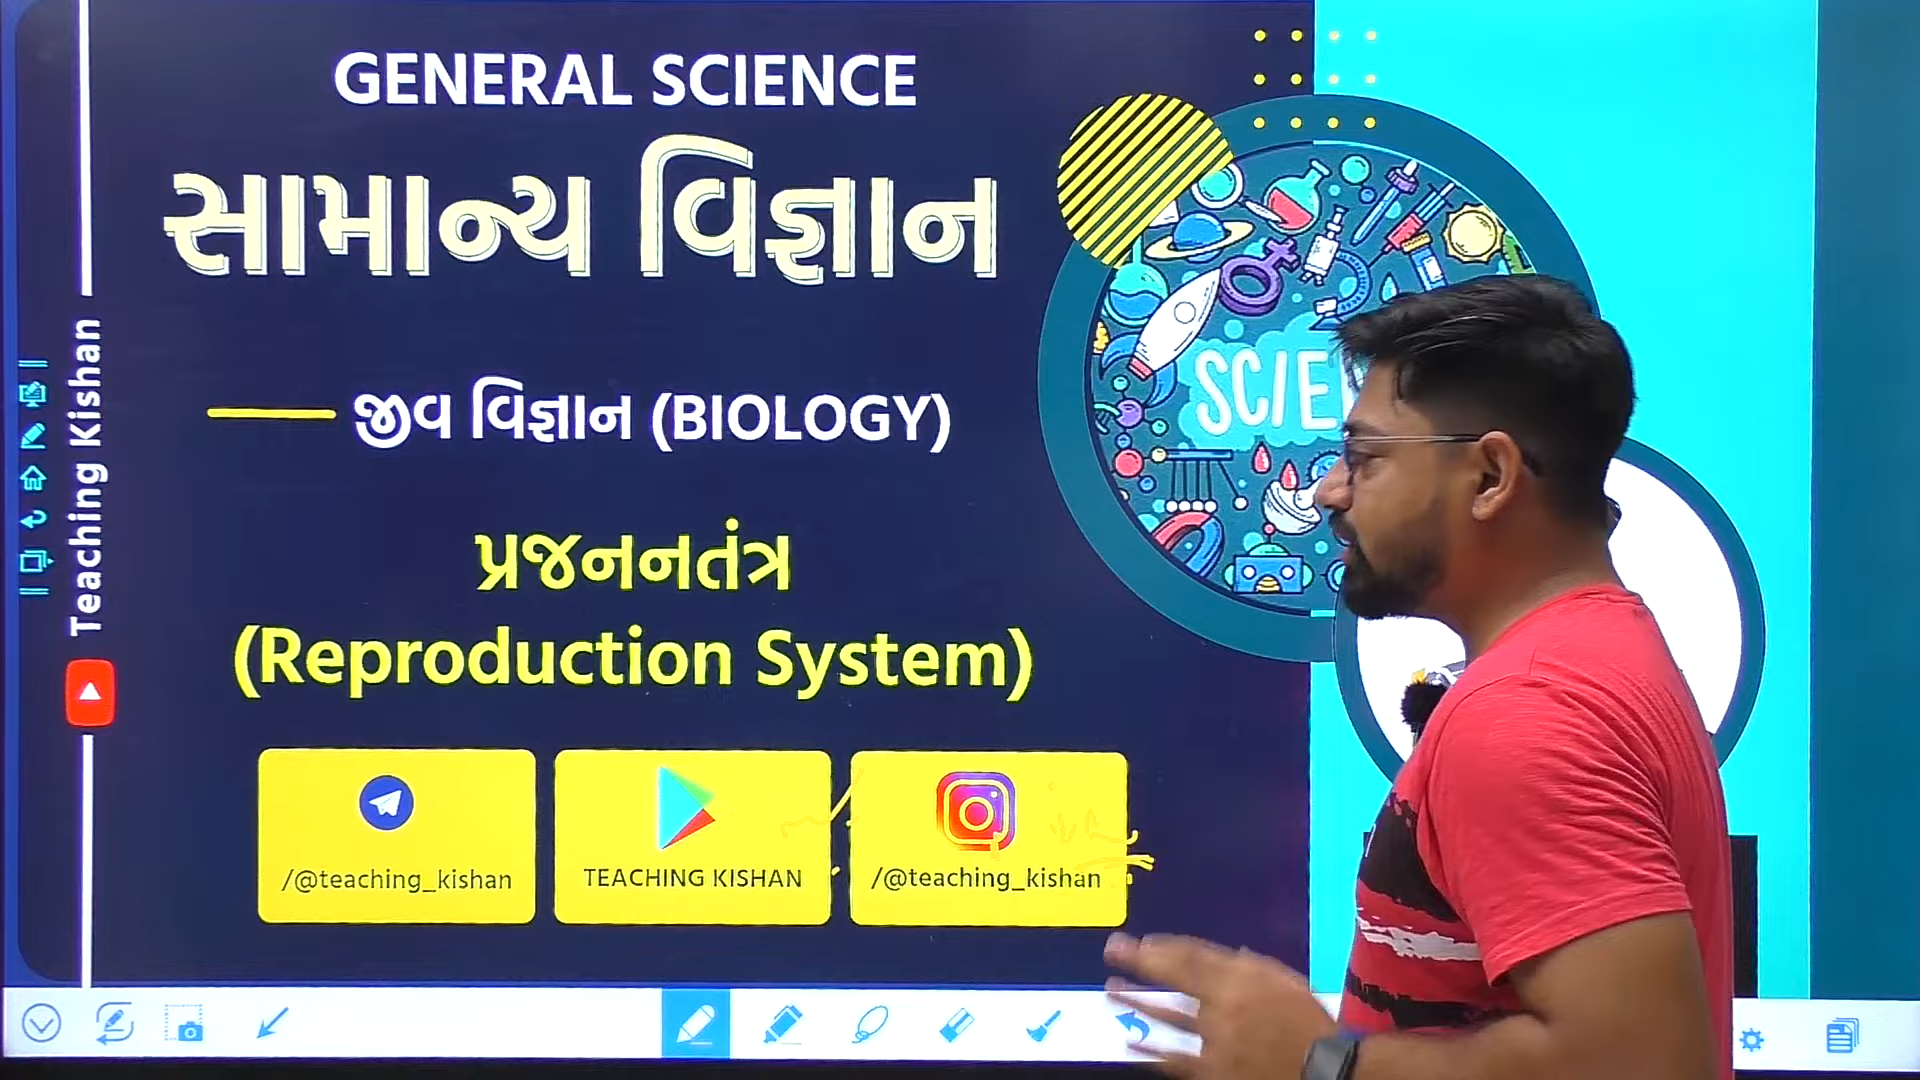 GENERAL SCIENCE
સામાન્ય વિજ્ઞાન
જીવ વિજ્ઞાન (BIOLOGY)
પ્રજનનતંત્ર
(Reproduction System)
/@teaching_kishan
TEACHING KISHAN
/@teaching_kishan
Teaching Kishan